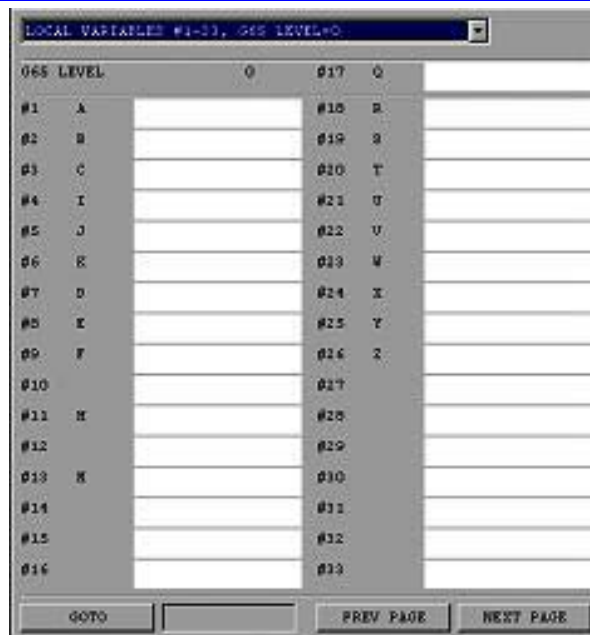 LOCAL VARIABLES #1-33, G65 LEVEL=0
G65 LEVEL 0 #17 Q
#1 A #18 R
#2 B #19 S
#3 C #20 T
#4 I #21 U
#5 J #22 V
#6 K #23 W
#7 D #24 X
#8 E #25 Y
#9 F #26 Z
#10 #27
#11 H #28
#12 #29
#13 M #30
#14 #31
#15 #32
#16 #33
GOTO PREV PAGE NEXT PAGE